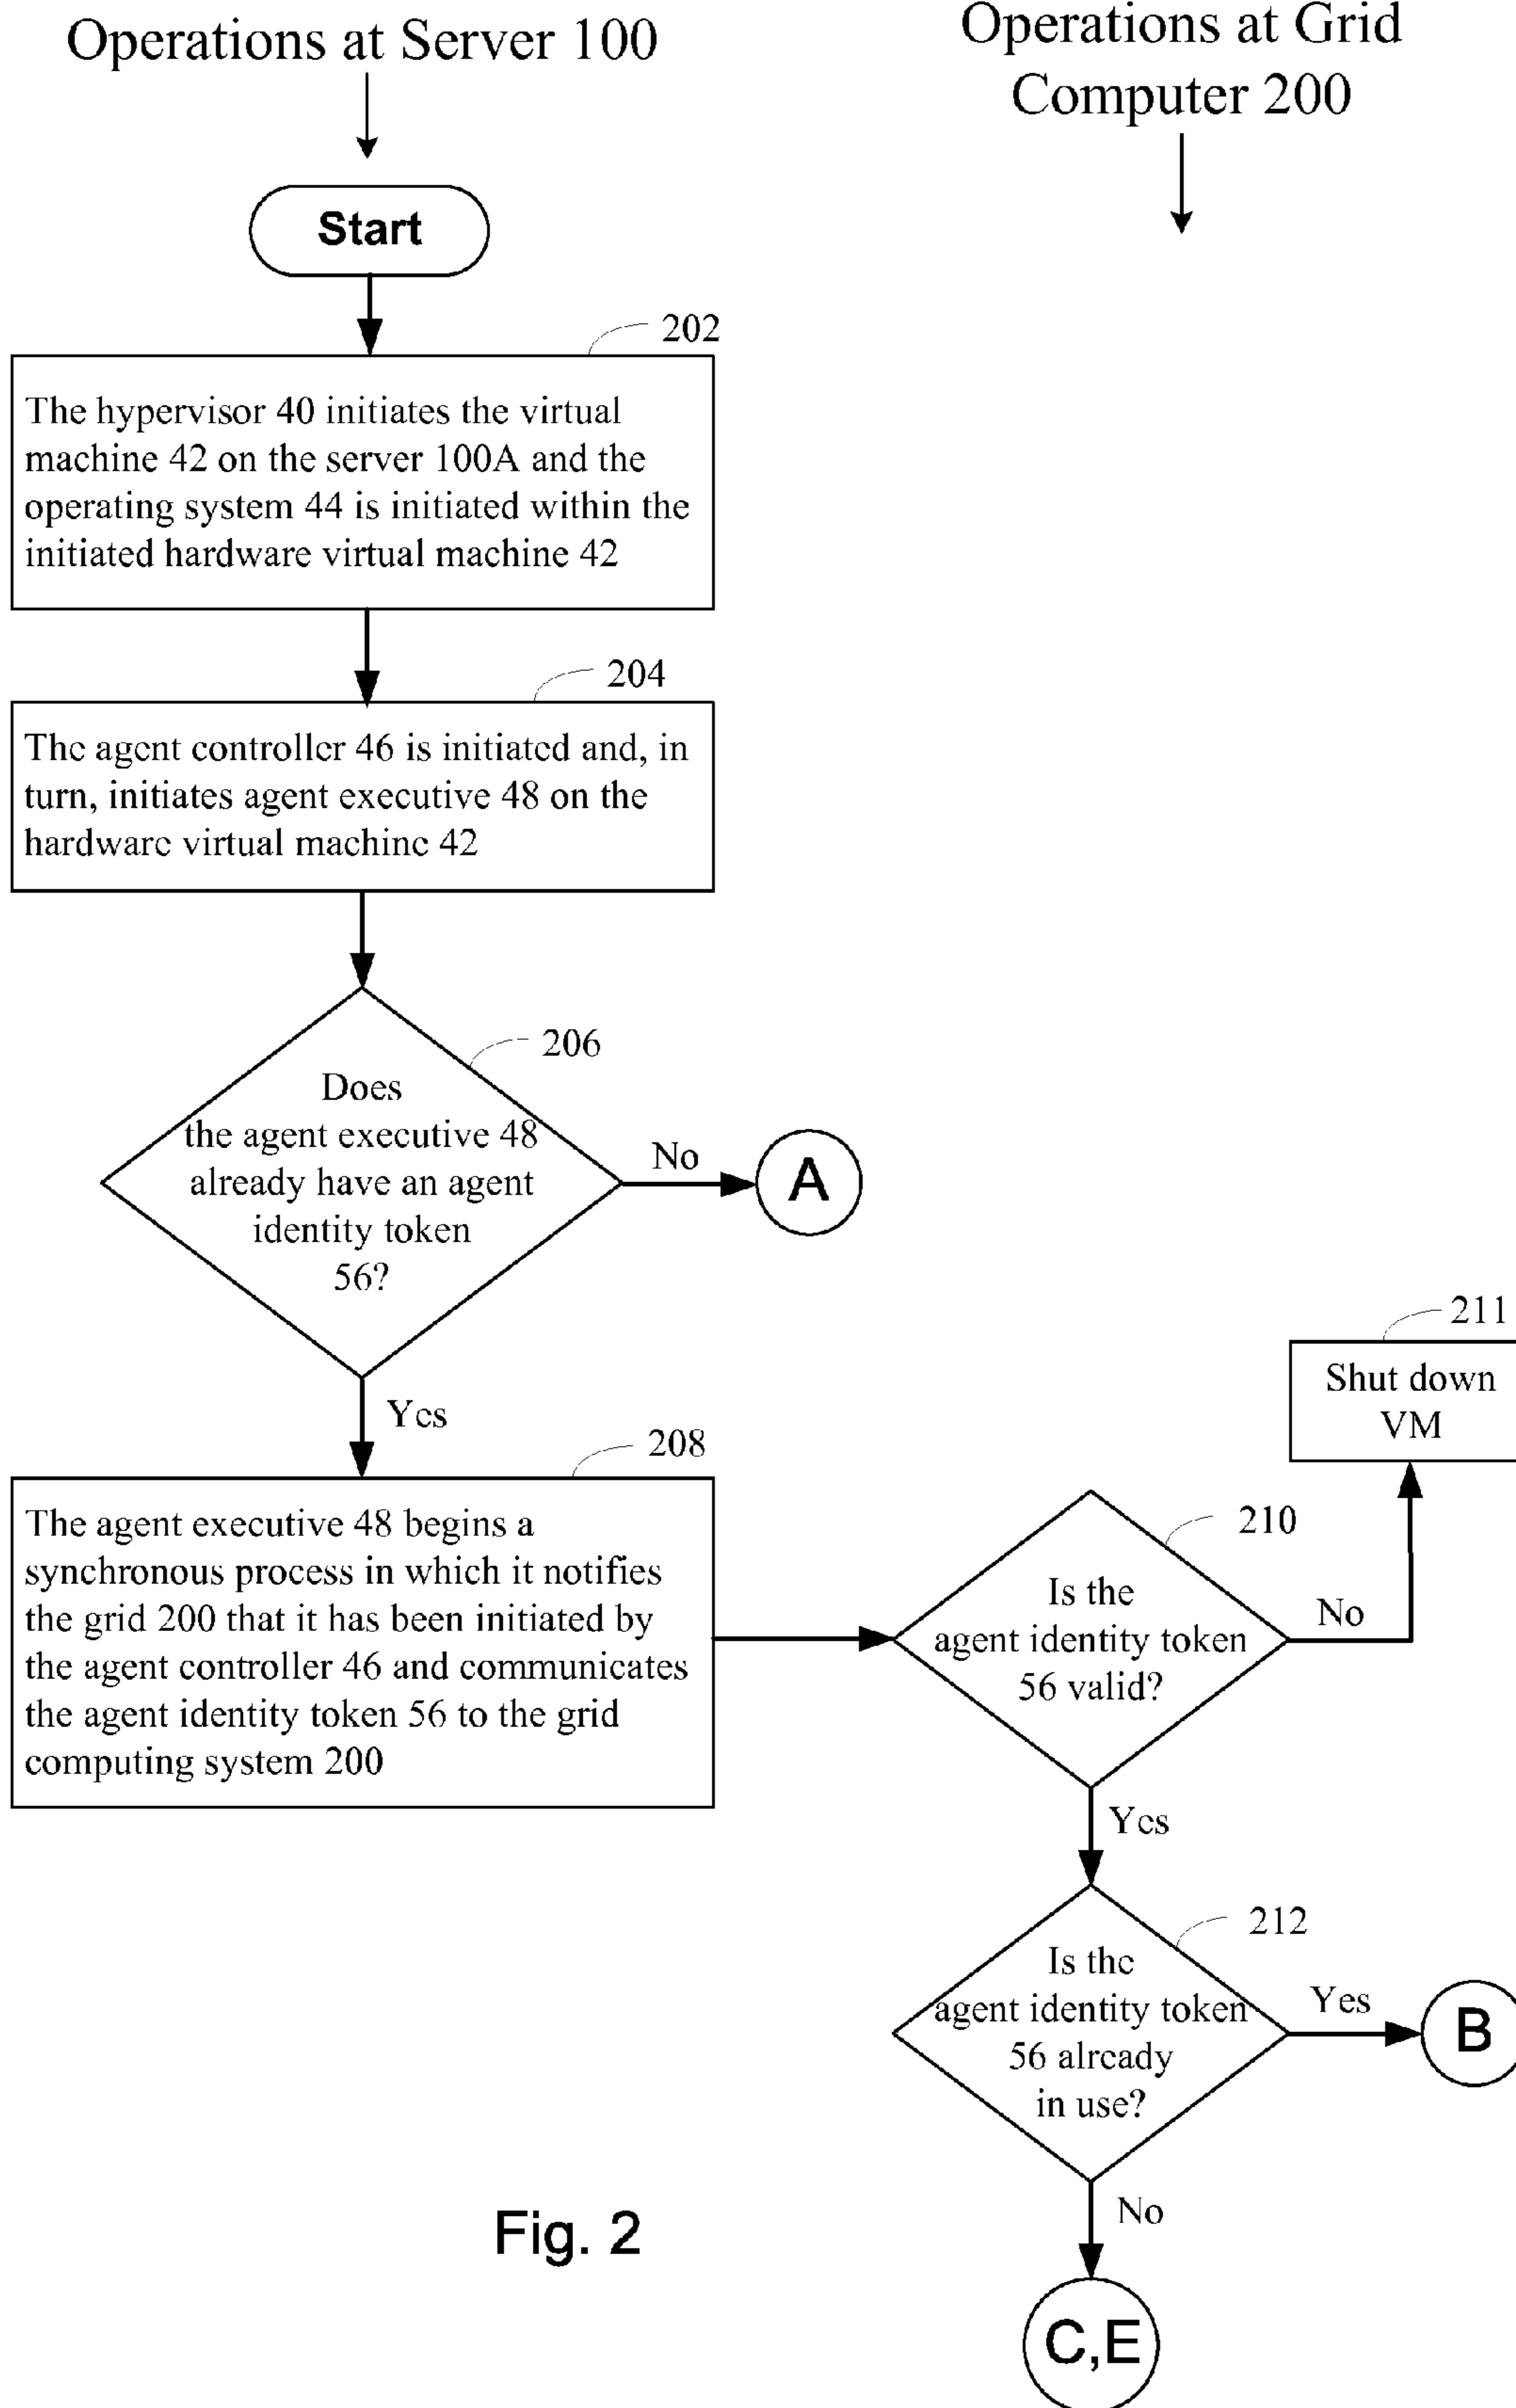 Operations at Server 100
Operations at Grid
Computer 200
Start
202
The hypervisor 40 initiates the virtual
machine 42 on the server 100A and the
operating system 44 is initiated within the
initiated hardware virtual machine 42
204
The agent controller 46 is initiated and, in
turn, initiates agent executive 48 on the
hardware virtual machine 42
206
Does
the agent executive 48
already have an agent
identity token
56?
No
A
Yes
208
The agent executive 48 begins a
synchronous process in which it notifies
the grid 200 that it has been initiated by
the agent controller 46 and communicates
the agent identity token 56 to the grid
computing system 200
210
Is the
agent identity token
56 valid?
No
211
Shut down
VM
Yes
212
Is the
agent identity token
56 already
in use?
Yes
B
No
C,E
Fig. 2